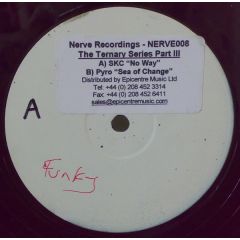 Nerve Recordings - NERVE008
The Ternary Series Part III
A) SKC "No Way"
B) Pyro "Sea of Change"
Distributed by Epicentre Music Ltd
Tel: +44 (0) 208 452 3314
Fax: +44 (0) 208 452 6411
sales@epicentremusic.com
A
Funky